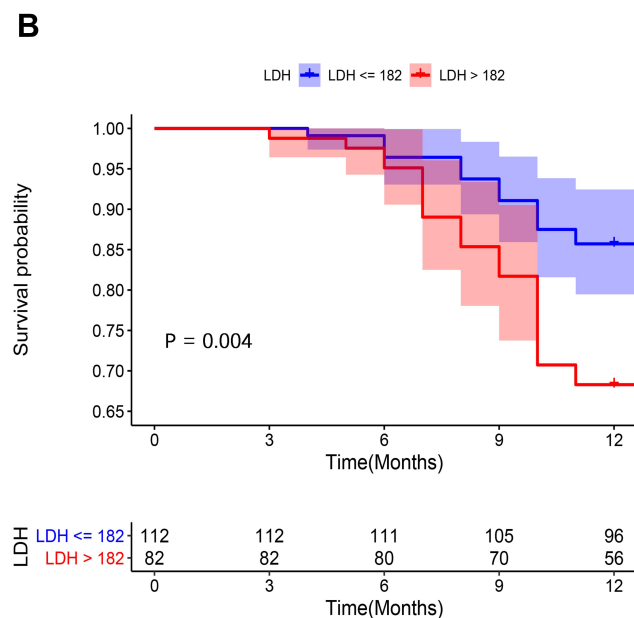 B
LDH LDH <= 182 LDH > 182
1.00
0.95
0.90
0.85
0.80
0.75
0.70
0.65
Survival probability
P = 0.004
0 3 6 9 12
Time(Months)
LDH
LDH <= 182 112 112 111 105 96
LDH > 182 82 82 80 70 56
0 3 6 9 12
Time(Months)